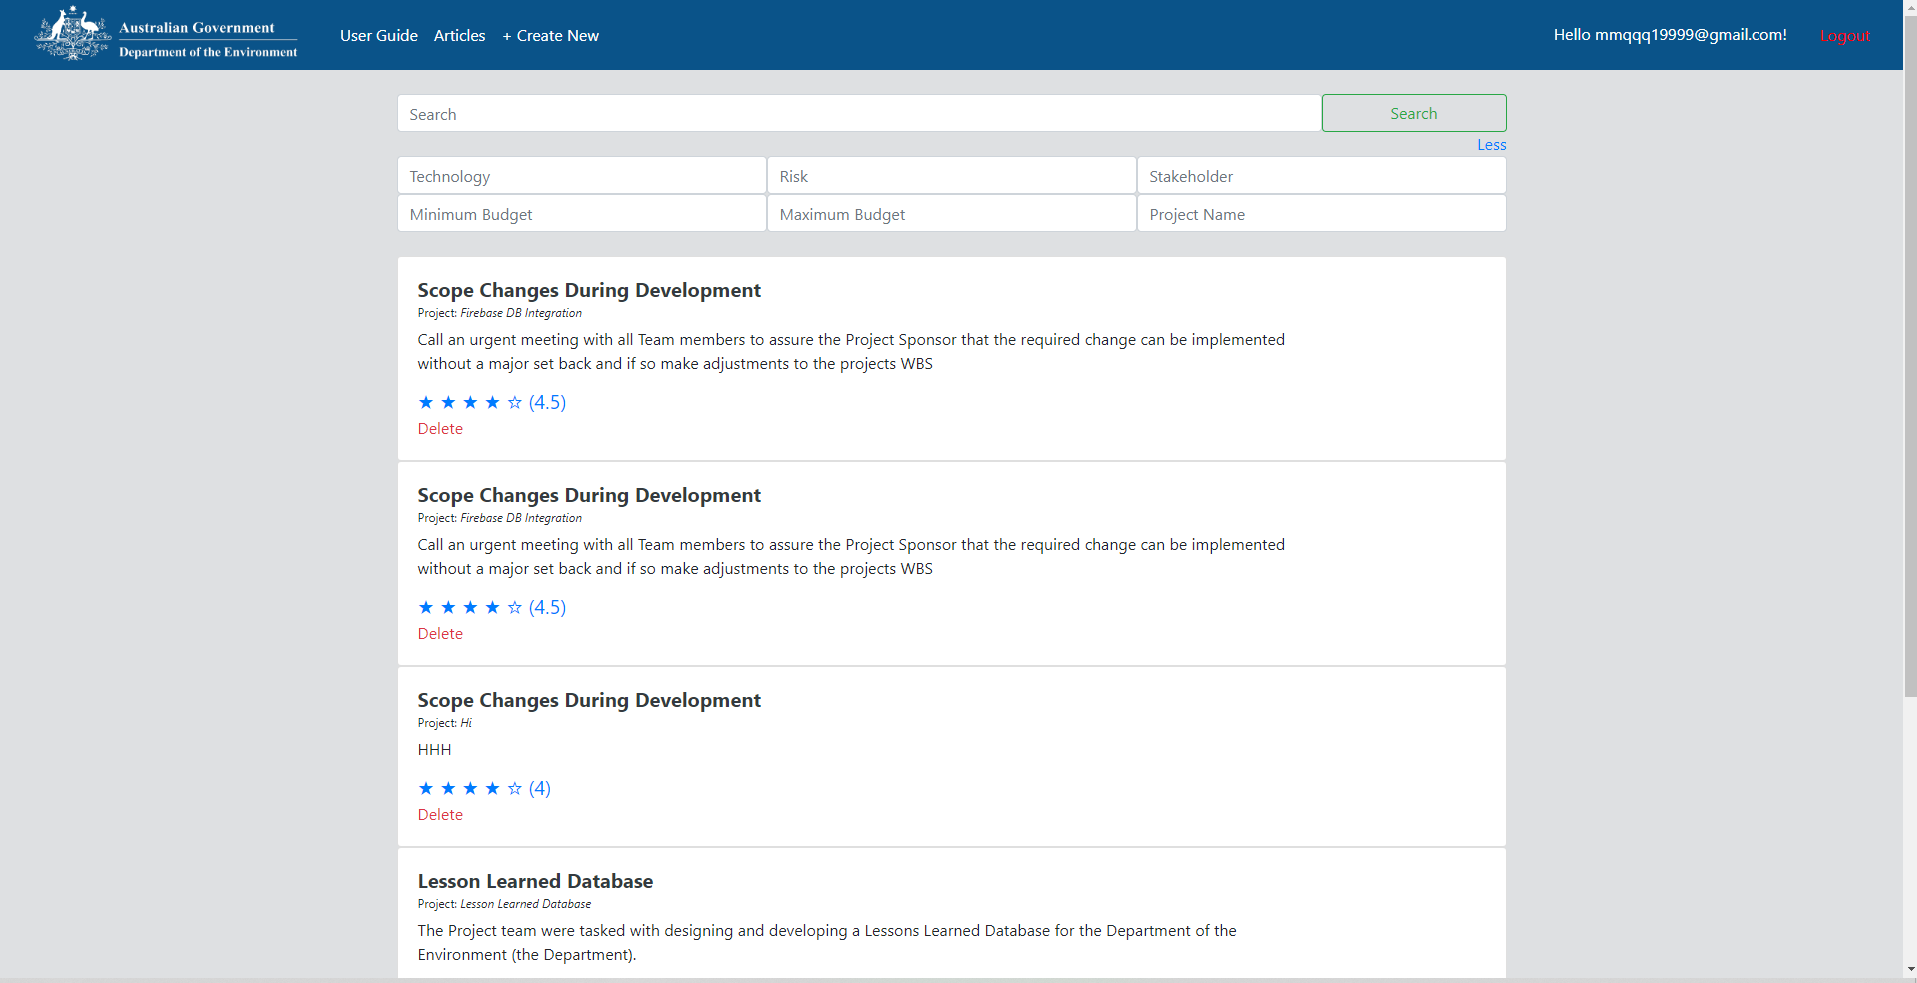 Australian Government
Department of the Environment
User Guide Articles + Create New
Hello mmqqq19999@gmail.com! Logout
Search Search
Less
Technology Risk Stakeholder
Minimum Budget Maximum Budget Project Name
Scope Changes During Development
Project: Firebase DB Integration
Call an urgent meeting with all Team members to assure the Project Sponsor that the required change can be implemented
without a major set back and if so make adjustments to the projects WBS
★ ★ ★ ★ ☆ (4.5)
Delete
Scope Changes During Development
Project: Firebase DB Integration
Call an urgent meeting with all Team members to assure the Project Sponsor that the required change can be implemented
without a major set back and if so make adjustments to the projects WBS
★ ★ ★ ★ ☆ (4.5)
Delete
Scope Changes During Development
Project: Hi
HHH
★ ★ ★ ★ ☆ (4)
Delete
Lesson Learned Database
Project: Lesson Learned Database
The Project team were tasked with designing and developing a Lessons Learned Database for the Department of the
Environment (the Department).